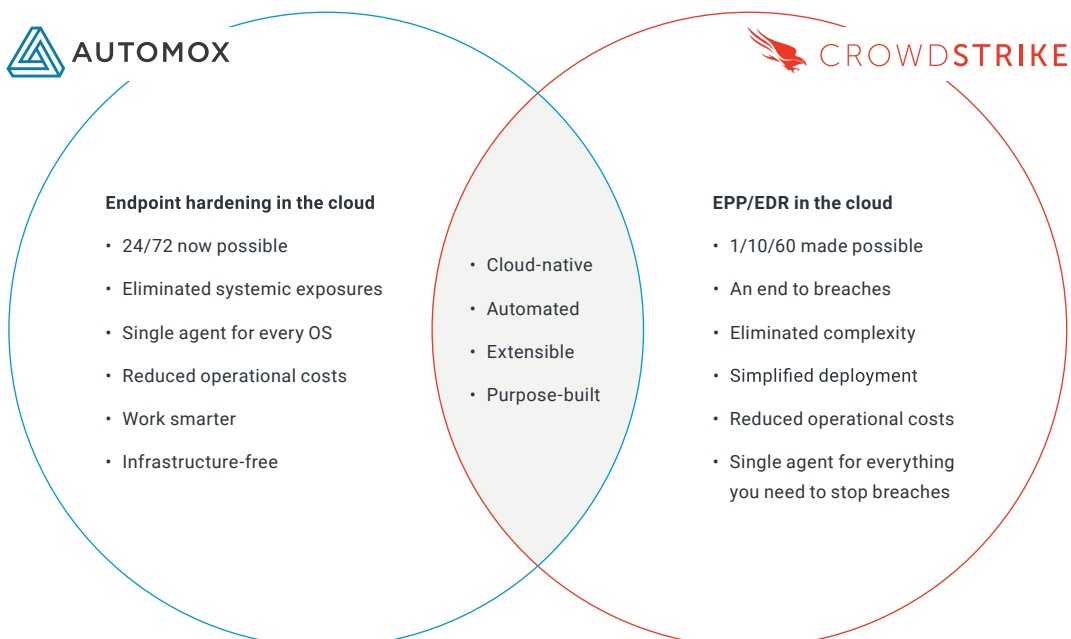 AUTOMOX
CROWDSTRIKE
Endpoint hardening in the cloud
• 24/72 now possible
• Eliminated systemic exposures
• Single agent for every OS
• Reduced operational costs
• Work smarter
• Infrastructure-free
• Cloud-native
• Automated
• Extensible
• Purpose-built
EPP/EDR in the cloud
• 1/10/60 made possible
• An end to breaches
• Eliminated complexity
• Simplified deployment
• Reduced operational costs
• Single agent for everything
you need to stop breaches